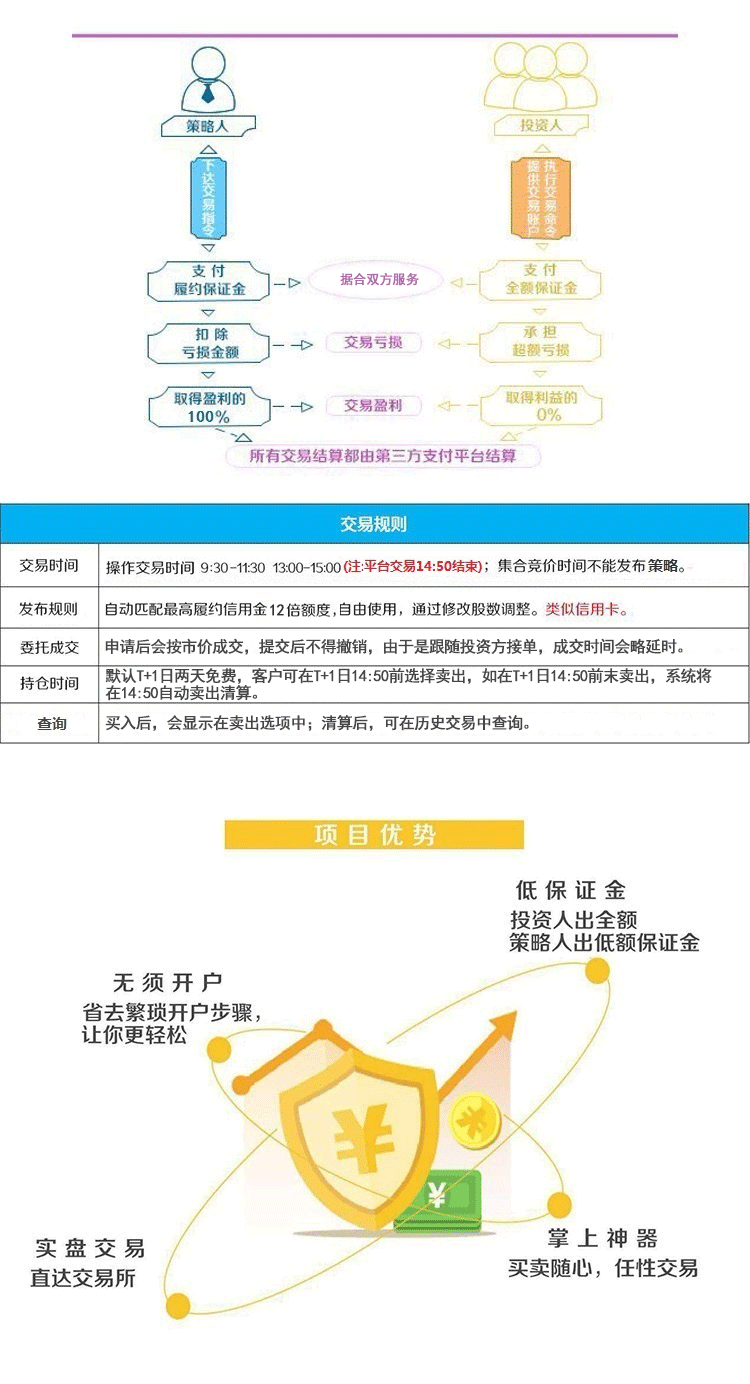 策略人
投资人
下达交易指令
执行交易命令
提供交易账户
支付
履约保证金
据合双方服务
支付
全额保证金
扣除
亏损金额
交易亏损
承担
超额亏损
取得盈利的
100%
交易盈利
取得利益的
0%
所有交易结算都由第三方支付平台结算
交易规则
交易时间
操作交易时间 9:30-11:30 13:00-15:00(注:平台交易14:50结束)；集合竞价时间不能发布策略。
发布规则
自动匹配最高履约信用金12倍额度,自由使用，通过修改股数调整。类似信用卡。
委托成交
申请后会按市价成交，提交后不得撤销，由于是跟随投资方接单，成交时间会略延时。
持仓时间
默认T+1日两天免费，客户可在T+1日14:50前选择卖出，如在T+1日14:50前末卖出，系统将
在14:50自动卖出清算。
查询
买入后，会显示在卖出选项中；清算后，可在历史交易中查询。
项目优势
低保证金
投资人出全额
策略人出低额保证金
无须开户
省去繁琐开户步骤，
让你更轻松
¥
¥
¥
实盘交易
直达交易所
掌上神器
买卖随心，任性交易